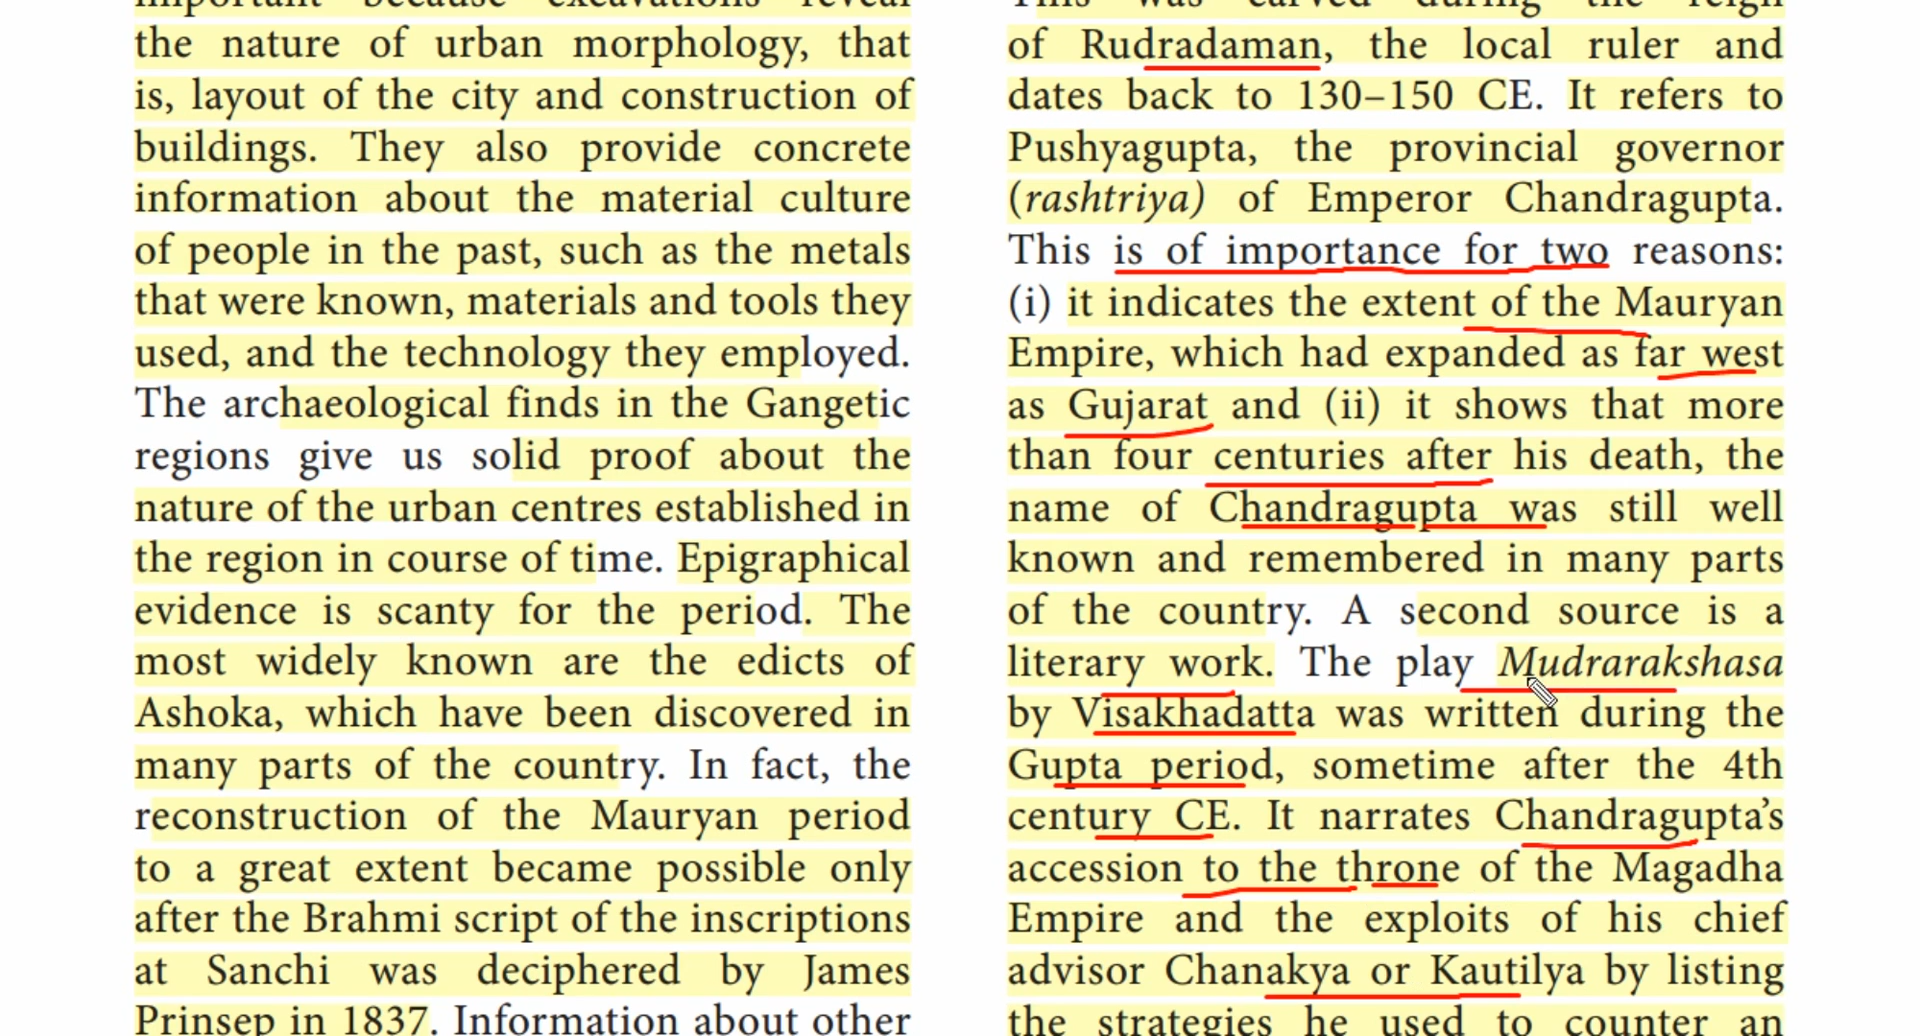 important because excavations reveal
the nature of urban morphology, that
is, layout of the city and construction of
buildings. They also provide concrete
information about the material culture
of people in the past, such as the metals
that were known, materials and tools they
used, and the technology they employed.
The archaeological finds in the Gangetic
regions give us solid proof about the
nature of the urban centres established in
the region in course of time. Epigraphical
evidence is scanty for the period. The
most widely known are the edicts of
Ashoka, which have been discovered in
many parts of the country. In fact, the
reconstruction of the Mauryan period
to a great extent became possible only
after the Brahmi script of the inscriptions
at Sanchi was deciphered by James
Prinsep in 1837. Information about other
This was carved during the reign
of Rudradaman, the local ruler and
dates back to 130–150 CE. It refers to
Pushyagupta, the provincial governor
(rashtriya) of Emperor Chandragupta.
This is of importance for two reasons:
(i) it indicates the extent of the Mauryan
Empire, which had expanded as far west
as Gujarat and (ii) it shows that more
than four centuries after his death, the
name of Chandragupta was still well
known and remembered in many parts
of the country. A second source is a
literary work. The play Mudrarakshasa
by Visakhadatta was written during the
Gupta period, sometime after the 4th
century CE. It narrates Chandragupta’s
accession to the throne of the Magadha
Empire and the exploits of his chief
advisor Chanakya or Kautilya by listing
the strategies he used to counter an